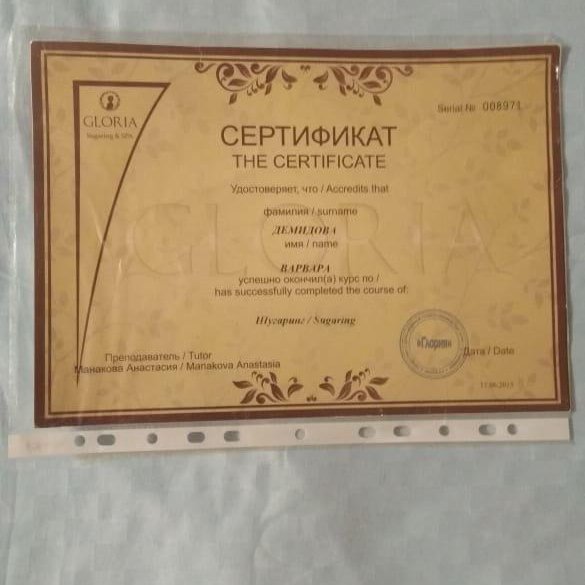 GLORIA
Sugaring & SPA
Serial № 008971
СЕРТИФИКАТ
THE CERTIFICATE
Удостоверяет, что / Accredits that
фамилия / surname
ДЕМИДОВА
имя / name
ВАРВАРА
успешно окончил(а) курс по /
has successfully completed the course of:
Шугаринг / Sugaring
GLORIA
«Глория»
Преподаватель / Tutor
Манакова Анастасия / Manakova Anastasia
Дата / Date